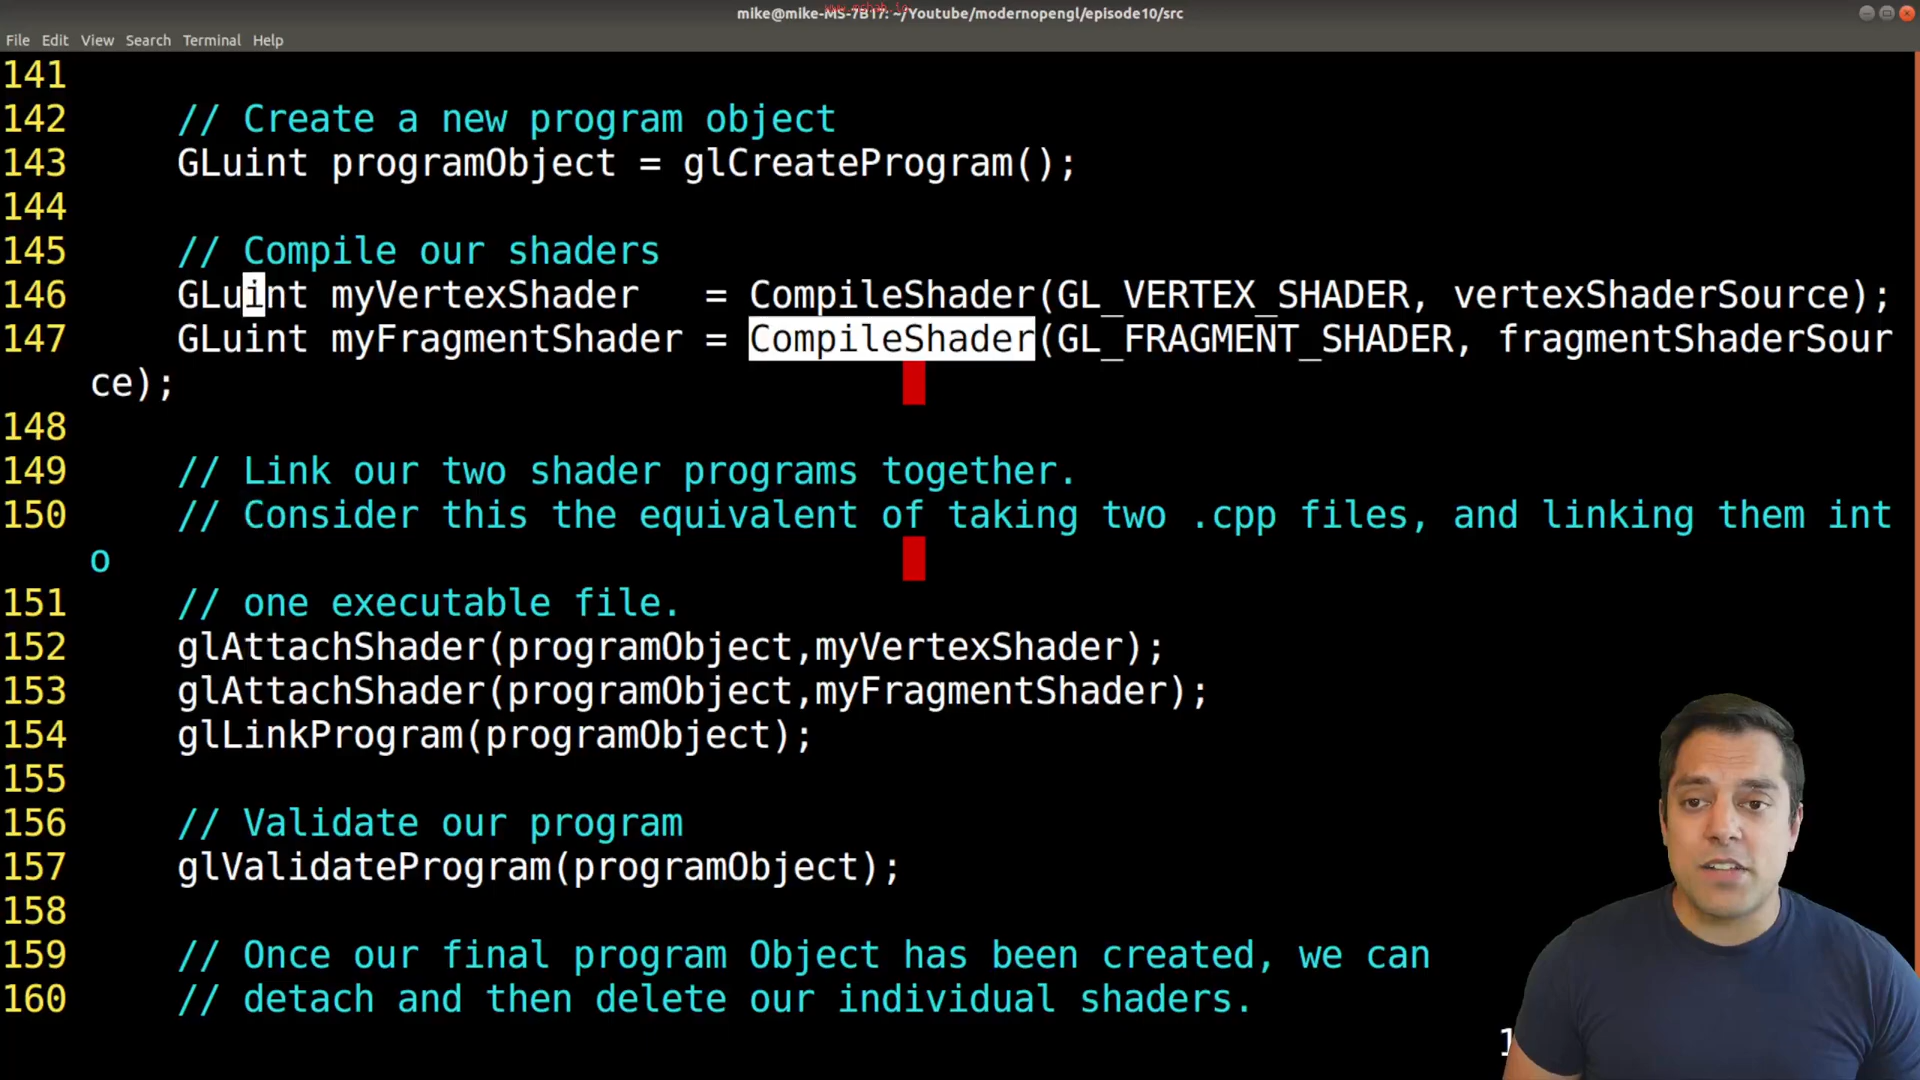 www.mshah.io
mike@mike-MS-7B17: ~/Youtube/modernopengl/episode10/src
File Edit View Search Terminal Help
141
142 // Create a new program object
143 GLuint programObject = glCreateProgram();
144
145 // Compile our shaders
146 GLuint myVertexShader = CompileShader(GL_VERTEX_SHADER, vertexShaderSource);
147 GLuint myFragmentShader = CompileShader(GL_FRAGMENT_SHADER, fragmentShaderSour
ce);
148
149 // Link our two shader programs together.
150 // Consider this the equivalent of taking two .cpp files, and linking them int
o
151 // one executable file.
152 glAttachShader(programObject,myVertexShader);
153 glAttachShader(programObject,myFragmentShader);
154 glLinkProgram(programObject);
155
156 // Validate our program
157 glValidateProgram(programObject);
158
159 // Once our final program Object has been created, we can
160 // detach and then delete our individual shaders.